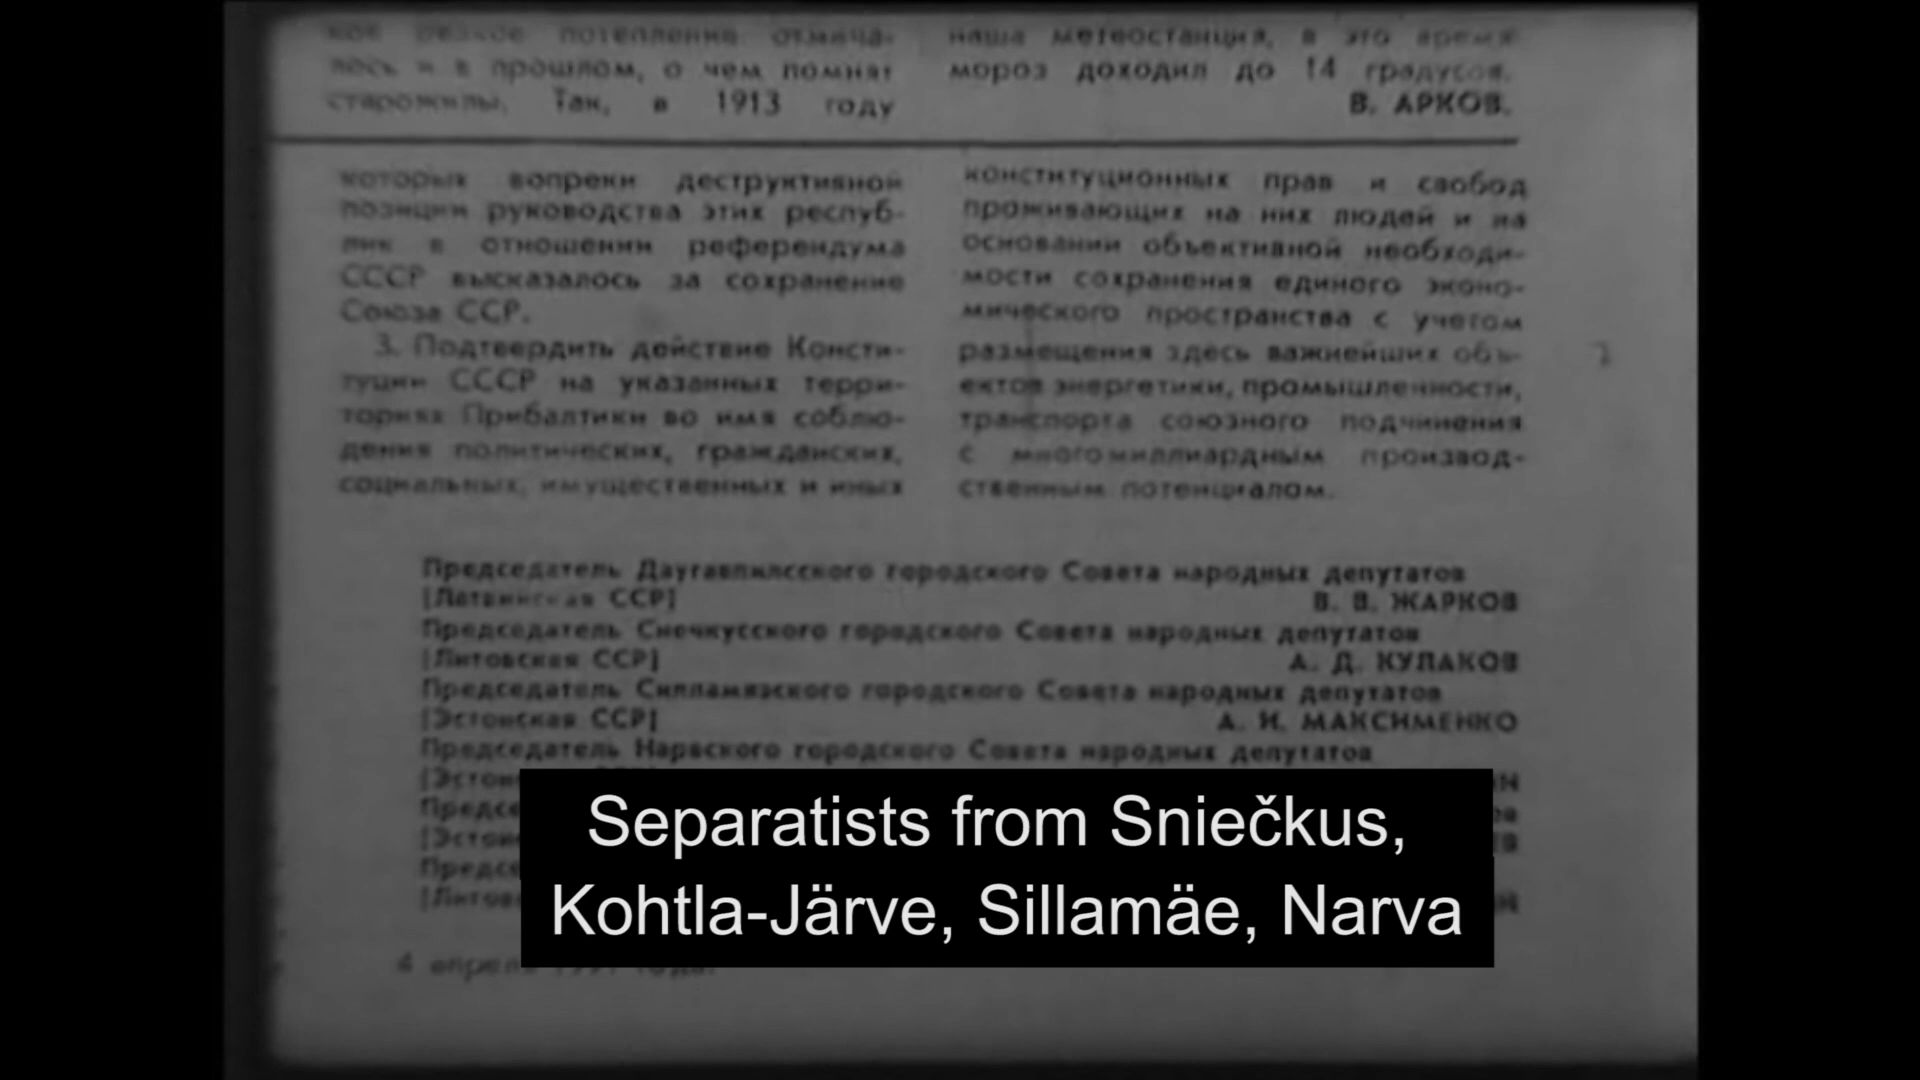 потепление отмеча-
лось и в прошлом, о чем помнят
старожилы. Так, в 1913 году
наша метеостанция, в это время
мороз доходил до 14 градусов.
В. АРКОВ.
которых вопреки деструктивной
позиции руководства этих респуб-
лик в отношении референдума
СССР высказалось за сохранение
Союза ССР.
3. Подтвердить действие Консти-
туции СССР на указанных терри-
ториях Прибалтики во имя соблю-
дения политических, гражданских,
социальных, имущественных и иных
конституционных прав и свобод
проживающих на них людей и на
основании объективной необходи-
мости сохранения единого эконо-
мического пространства с учетом
размещения здесь важнейших объ-
ектов энергетики, промышленности,
транспорта союзного подчинения
с многомиллиардным производ-
ственным потенциалом.
Председатель Даугавпилсского городского Совета народных депутатов
[Латвийская ССР] В. В. ЖАРКОВ
Председатель Снечкусского городского Совета народных депутатов
[Литовская ССР] А. Д. КУЛАКОВ
Председатель Силламяэского городского Совета народных депутатов
[Эстонская ССР] А. И. МАКСИМЕНКО
Председатель Нарвского городского Совета народных депутатов
Separatists from Sniečkus,
Kohtla-Järve, Sillamäe, Narva
4